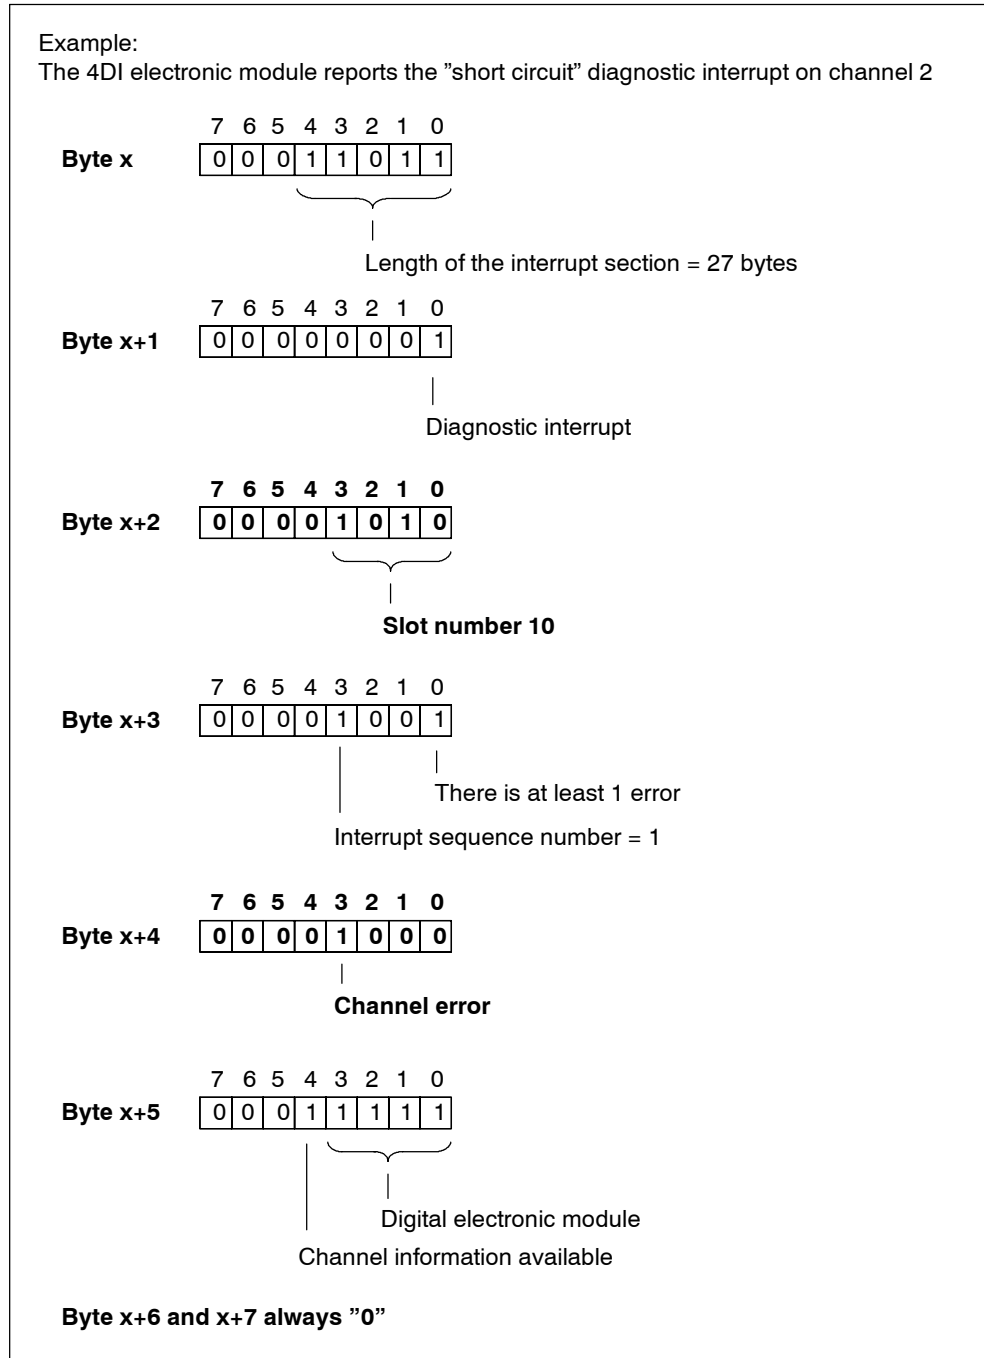 Example:
The 4DI electronic module reports the ”short circuit” diagnostic interrupt on channel 2
7 6 5 4 3 2 1 0
Byte x 0 0 0 1 1 0 1 1
Length of the interrupt section = 27 bytes
7 6 5 4 3 2 1 0
Byte x+1 0 0 0 0 0 0 0 1
Diagnostic interrupt
7 6 5 4 3 2 1 0
Byte x+2 0 0 0 0 1 0 1 0
Slot number 10
7 6 5 4 3 2 1 0
Byte x+3 0 0 0 0 1 0 0 1
There is at least 1 error
Interrupt sequence number = 1
7 6 5 4 3 2 1 0
Byte x+4 0 0 0 0 1 0 0 0
Channel error
7 6 5 4 3 2 1 0
Byte x+5 0 0 0 1 1 1 1 1
Digital electronic module
Channel information available
Byte x+6 and x+7 always ”0”